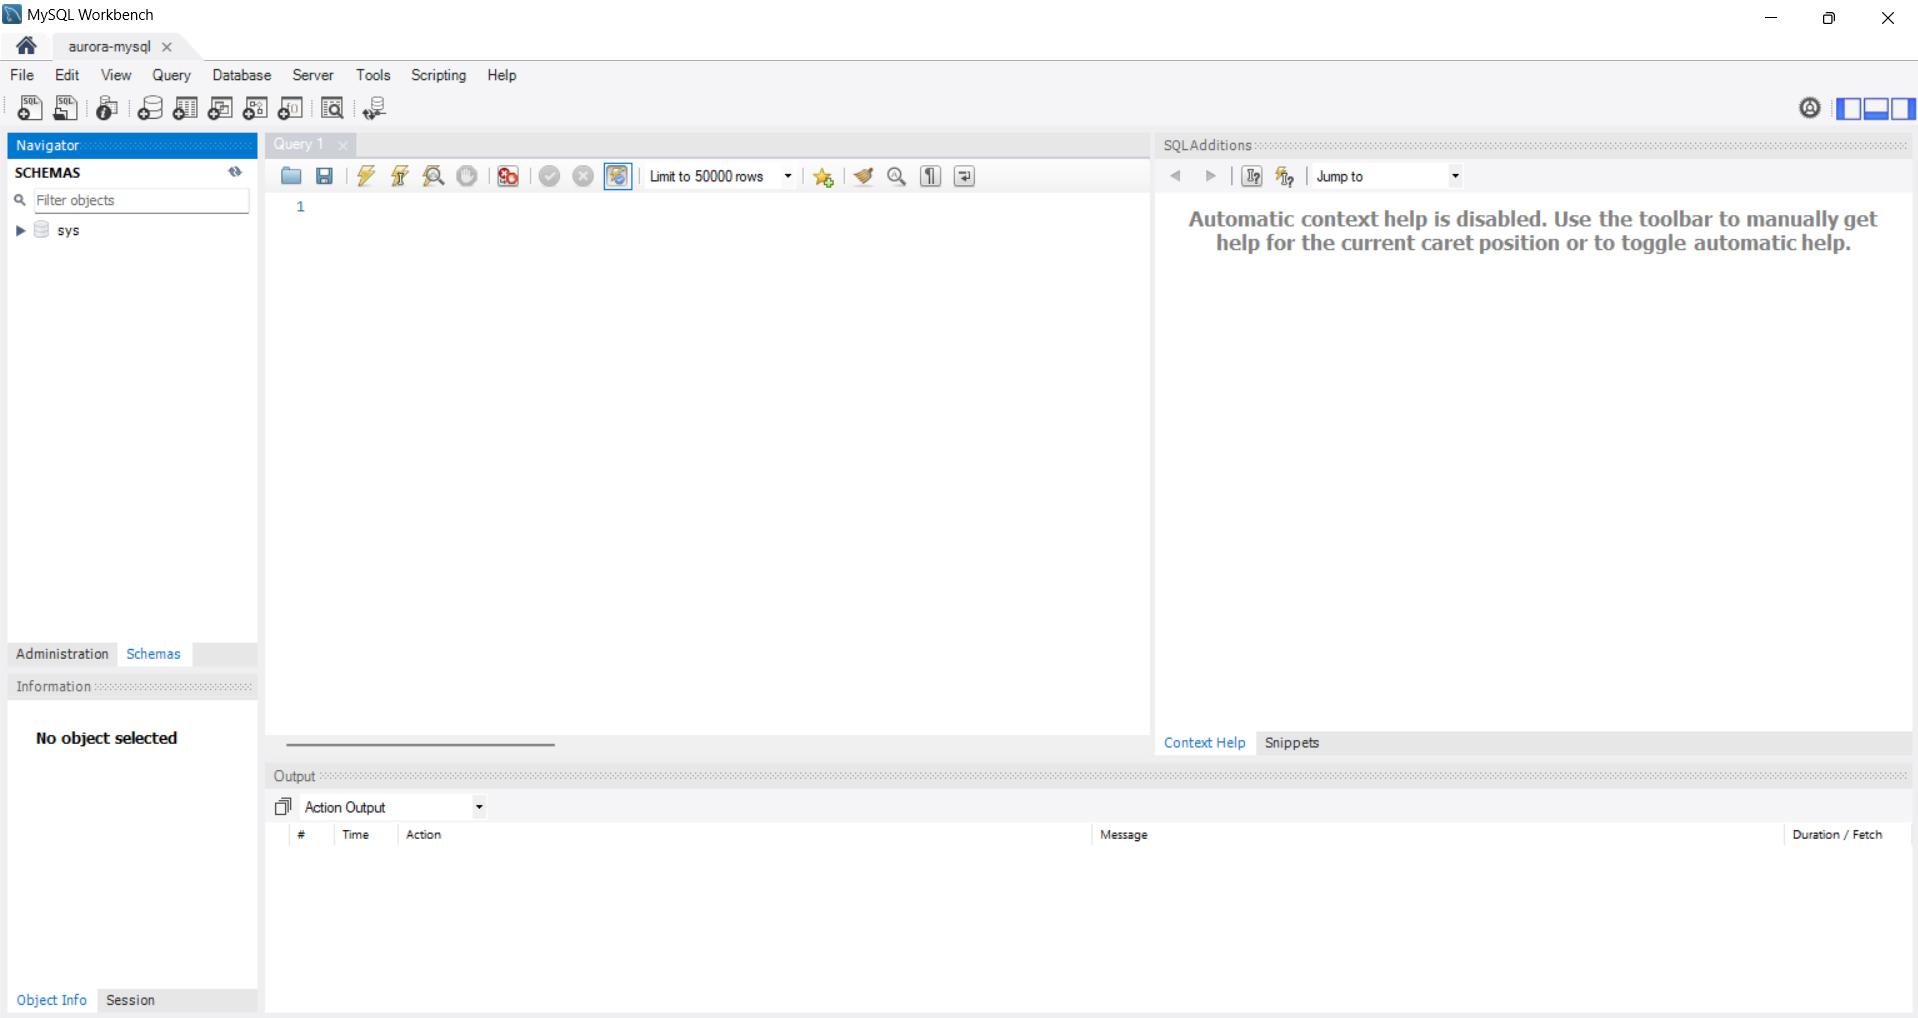 MySQL Workbench
aurora-mysql
File Edit View Query Database Server Tools Scripting Help
Navigator
SCHEMAS
Filter objects
sys
Administration Schemas
Information
No object selected
Object Info Session
Query 1
Limit to 50000 rows
1
SQLAdditions
Jump to
Automatic context help is disabled. Use the toolbar to manually get
help for the current caret position or to toggle automatic help.
Context Help Snippets
Output
Action Output
# Time Action Message Duration / Fetch